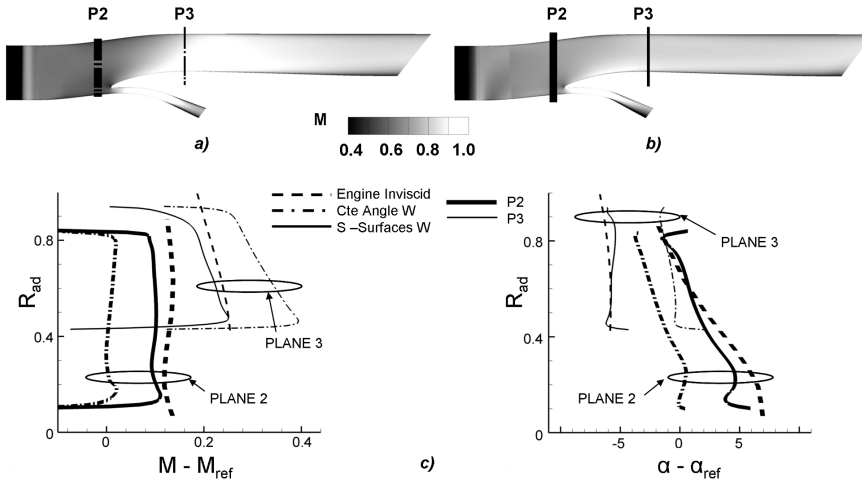 P2 P3
P2 P3
M
0.4 0.6 0.8 1.0
a)
b)
Engine Inviscid
Cte Angle W
S –Surfaces W
P2
P3
0.8
0.4
0
R_ad
PLANE 3
PLANE 2
0 0.2 0.4
M - M_ref
c)
0.8
0.4
0
R_ad
PLANE 3
PLANE 2
-5 0 5
α - α_ref